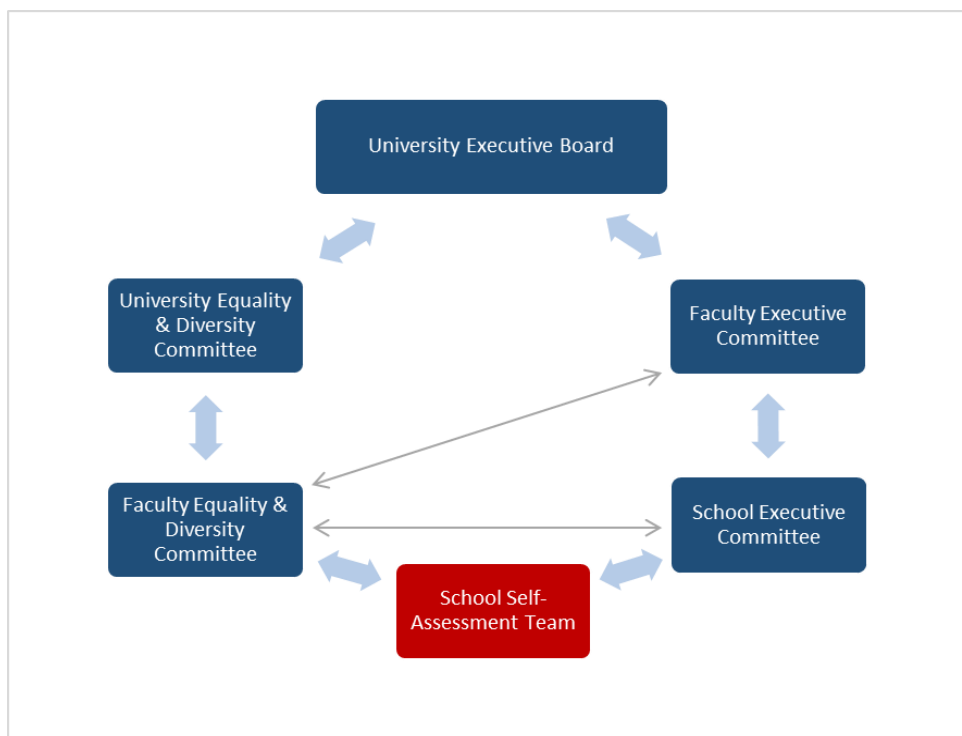 University Executive Board
University Equality
& Diversity
Committee
Faculty Executive
Committee
Faculty Equality &
Diversity
Committee
School Executive
Committee
School Self-
Assessment Team